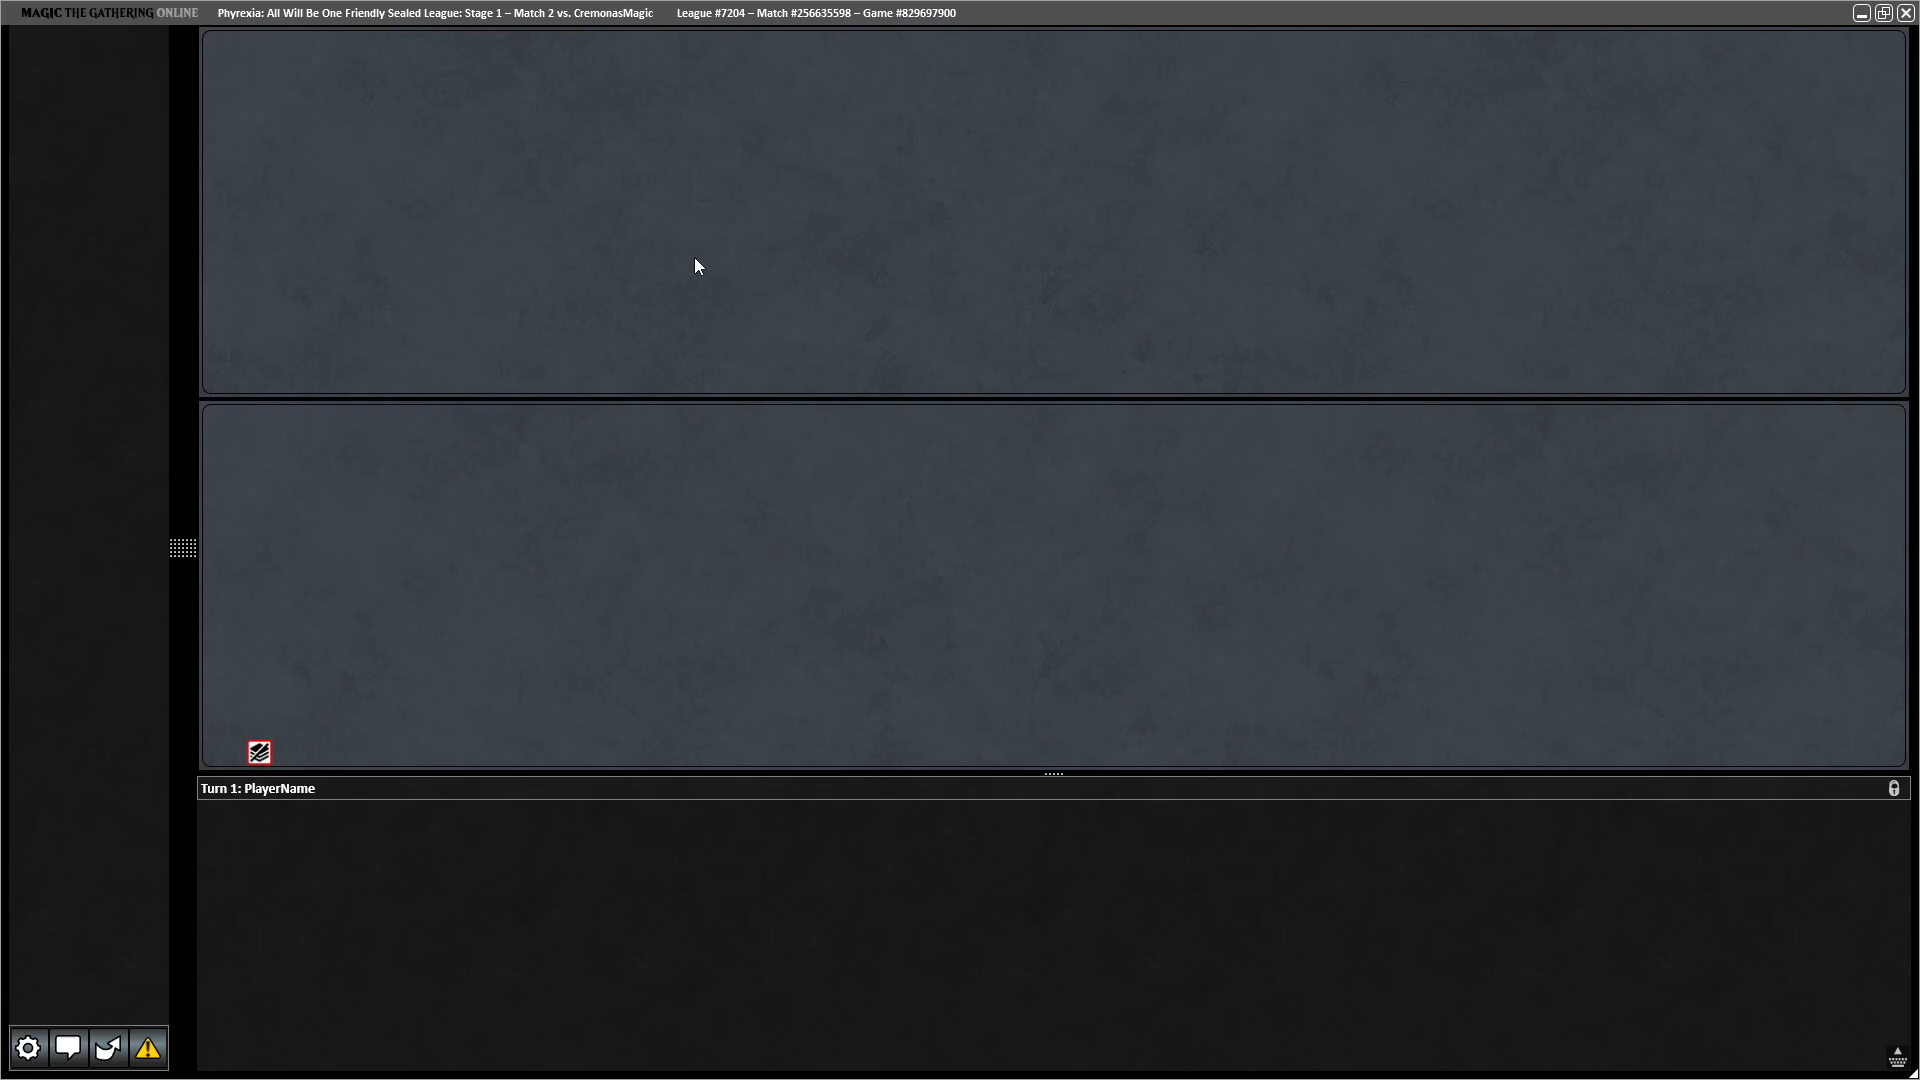 MAGIC THE GATHERING ONLINE Phyrexia: All Will Be One Friendly Sealed League: Stage 1 – Match 2 vs. CremonasMagic League #7204 – Match #256635598 – Game #829697900
Turn 1: PlayerName